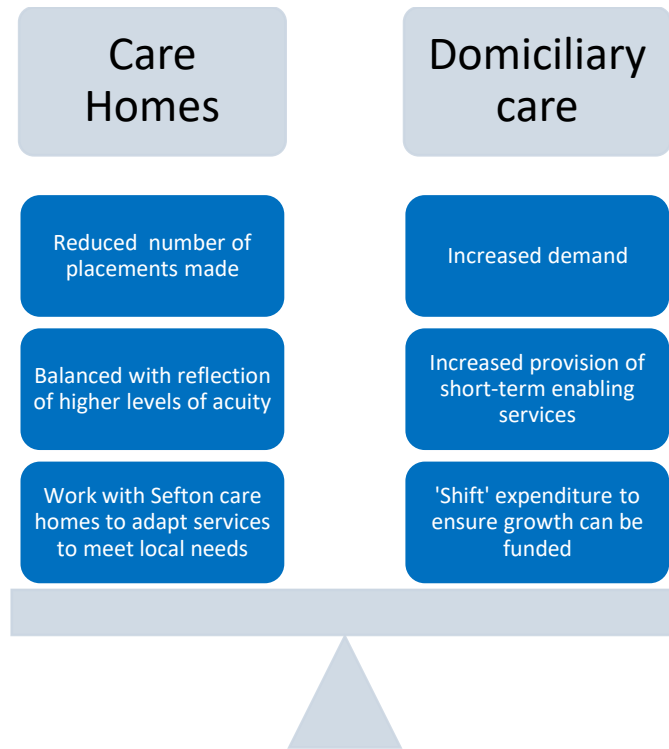 Care
Homes
Domiciliary
care
Reduced number of
placements made
Increased demand
Balanced with reflection
of higher levels of acuity
Increased provision of
short-term enabling
services
Work with Sefton care
homes to adapt services
to meet local needs
'Shift' expenditure to
ensure growth can be
funded